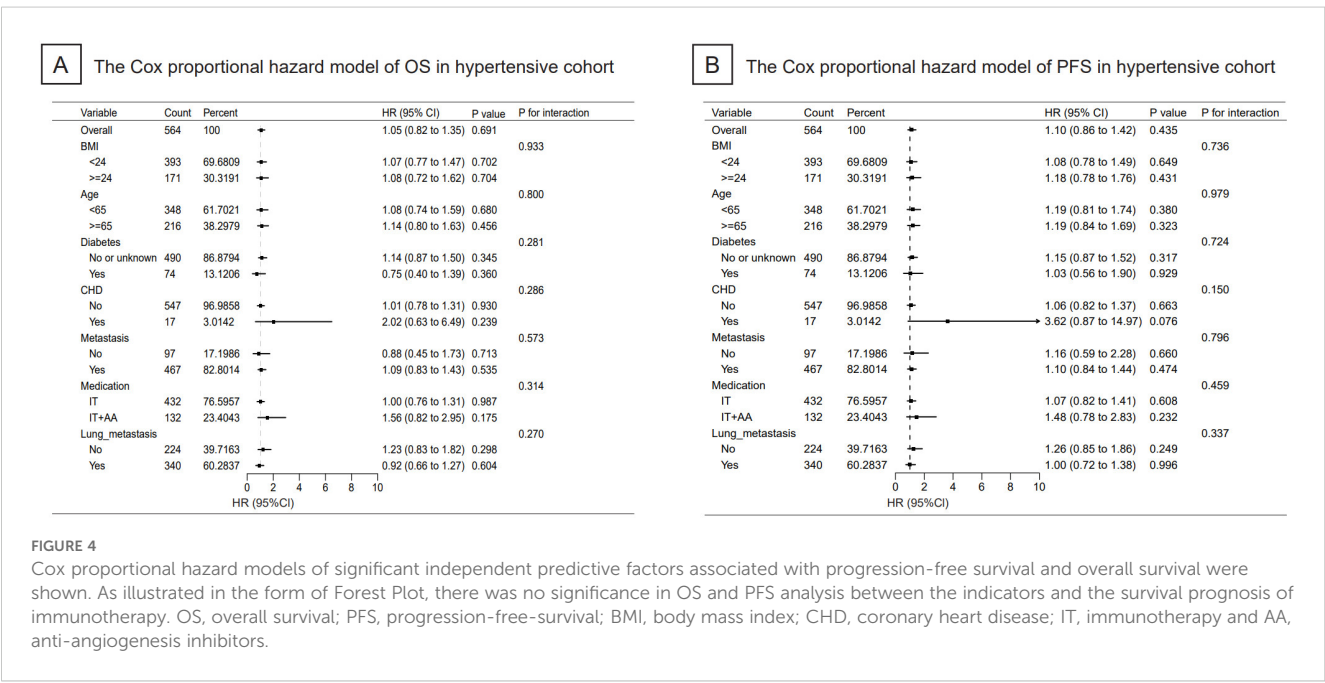 A The Cox proportional hazard model of OS in hypertensive cohort
Variable Count Percent HR (95% CI) P value P for interaction
Overall 564 100 1.05 (0.82 to 1.35) 0.691
BMI 0.933
<24 393 69.6809 1.07 (0.77 to 1.47) 0.702
>=24 171 30.3191 1.08 (0.72 to 1.62) 0.704
Age 0.800
<65 348 61.7021 1.08 (0.74 to 1.59) 0.680
>=65 216 38.2979 1.14 (0.80 to 1.63) 0.456
Diabetes 0.281
No or unknown 490 86.8794 1.14 (0.87 to 1.50) 0.345
Yes 74 13.1206 0.75 (0.40 to 1.39) 0.360
CHD 0.286
No 547 96.9858 1.01 (0.78 to 1.31) 0.930
Yes 17 3.0142 2.02 (0.63 to 6.49) 0.239
Metastasis 0.573
No 97 17.1986 0.88 (0.45 to 1.73) 0.713
Yes 467 82.8014 1.09 (0.83 to 1.43) 0.535
Medication 0.314
IT 432 76.5957 1.00 (0.76 to 1.31) 0.987
IT+AA 132 23.4043 1.56 (0.82 to 2.95) 0.175
Lung_metastasis 0.270
No 224 39.7163 1.23 (0.83 to 1.82) 0.298
Yes 340 60.2837 0.92 (0.66 to 1.27) 0.604
0 2 4 6 8 10
HR (95%CI)
B The Cox proportional hazard model of PFS in hypertensive cohort
Variable Count Percent HR (95% CI) P value P for interaction
Overall 564 100 1.10 (0.86 to 1.42) 0.435
BMI 0.736
<24 393 69.6809 1.08 (0.78 to 1.49) 0.649
>=24 171 30.3191 1.18 (0.78 to 1.76) 0.431
Age 0.979
<65 348 61.7021 1.19 (0.81 to 1.74) 0.380
>=65 216 38.2979 1.19 (0.84 to 1.69) 0.323
Diabetes 0.724
No or unknown 490 86.8794 1.15 (0.87 to 1.52) 0.317
Yes 74 13.1206 1.03 (0.56 to 1.90) 0.929
CHD 0.150
No 547 96.9858 1.06 (0.82 to 1.37) 0.663
Yes 17 3.0142 3.62 (0.87 to 14.97) 0.076
Metastasis 0.796
No 97 17.1986 1.16 (0.59 to 2.28) 0.660
Yes 467 82.8014 1.10 (0.84 to 1.44) 0.474
Medication 0.459
IT 432 76.5957 1.07 (0.82 to 1.41) 0.608
IT+AA 132 23.4043 1.48 (0.78 to 2.83) 0.232
Lung_metastasis 0.337
No 224 39.7163 1.26 (0.85 to 1.86) 0.249
Yes 340 60.2837 1.00 (0.72 to 1.38) 0.996
0 2 4 6 8 10
HR (95%CI)
FIGURE 4
Cox proportional hazard models of significant independent predictive factors associated with progression-free survival and overall survival were
shown. As illustrated in the form of Forest Plot, there was no significance in OS and PFS analysis between the indicators and the survival prognosis of
immunotherapy. OS, overall survival; PFS, progression-free-survival; BMI, body mass index; CHD, coronary heart disease; IT, immunotherapy and AA,
anti-angiogenesis inhibitors.